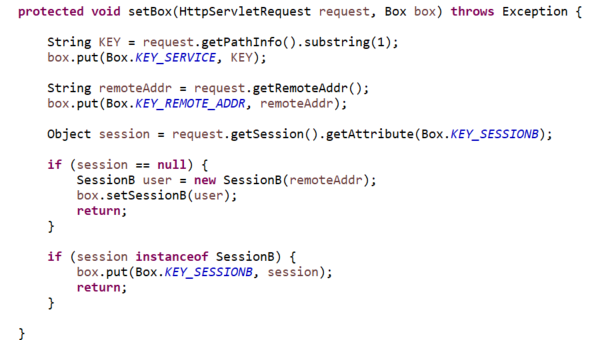 protected void setBox(HttpServletRequest request, Box box) throws Exception {
String KEY = request.getPathInfo().substring(1);
box.put(Box.KEY_SERVICE, KEY);
String remoteAddr = request.getRemoteAddr();
box.put(Box.KEY_REMOTE_ADDR, remoteAddr);
Object session = request.getSession().getAttribute(Box.KEY_SESSIONB);
if (session == null) {
SessionB user = new SessionB(remoteAddr);
box.setSessionB(user);
return;
}
if (session instanceof SessionB) {
box.put(Box.KEY_SESSIONB, session);
return;
}
}